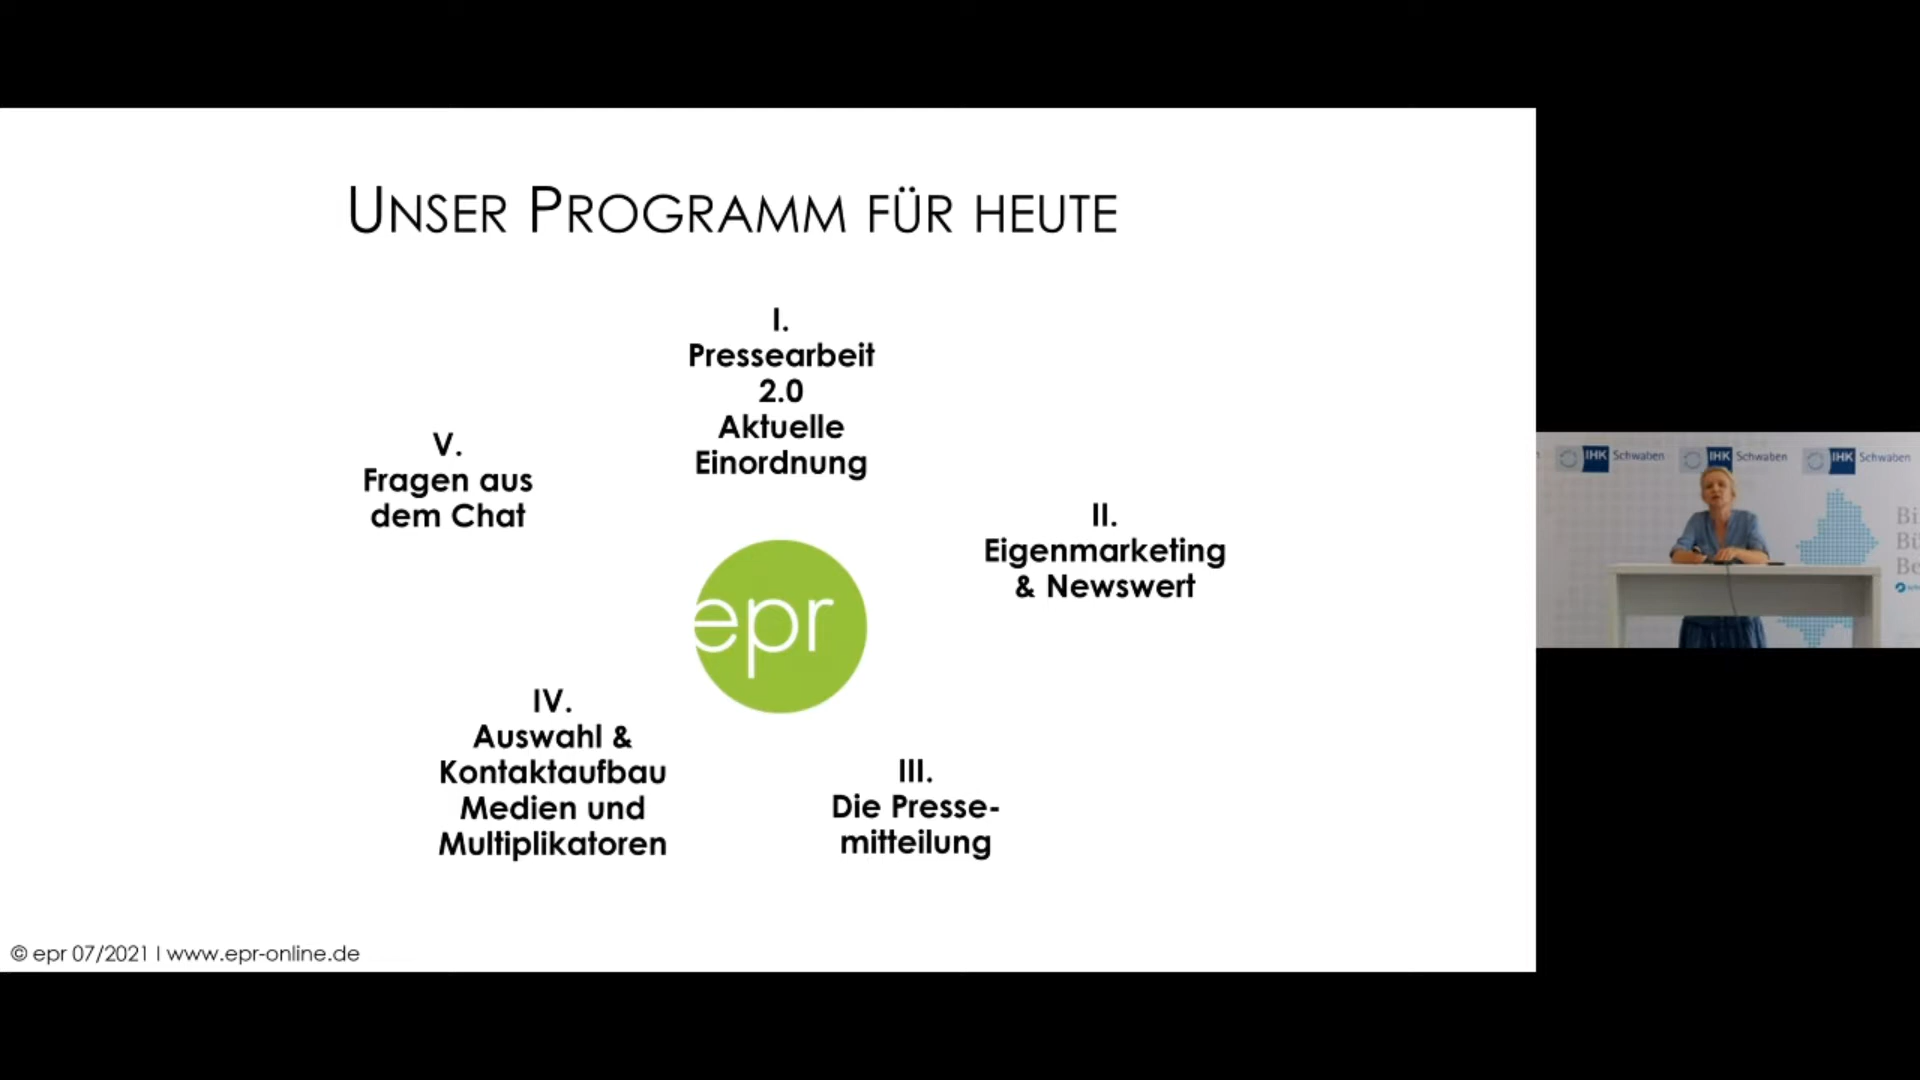 UNSER PROGRAMM FÜR HEUTE
I.
Pressearbeit
2.0
Aktuelle
Einordnung
II.
Eigenmarketing
& Newswert
III.
Die Presse-
mitteilung
IV.
Auswahl &
Kontaktaufbau
Medien und
Multiplikatoren
V.
Fragen aus
dem Chat
epr
© epr 07/2021 | www.epr-online.de
IHK Schwaben
IHK Schwaben
IHK Schwaben